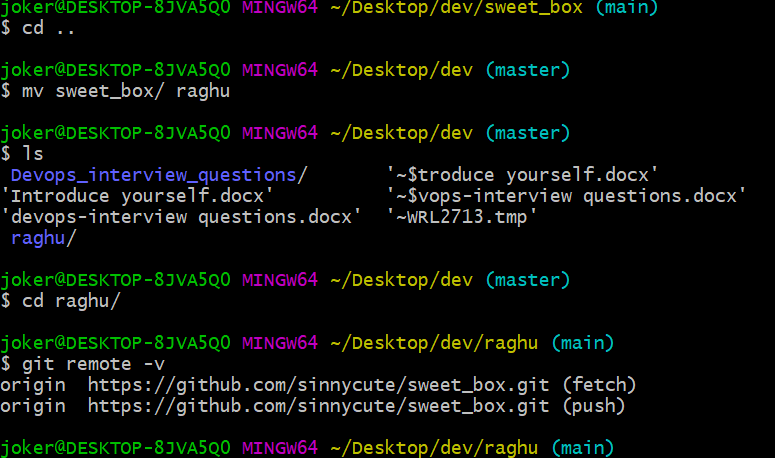 joker@DESKTOP-8JVA5Q0 MINGW64 ~/Desktop/dev/sweet_box (main)
$ cd ..
joker@DESKTOP-8JVA5Q0 MINGW64 ~/Desktop/dev (master)
$ mv sweet_box/ raghu
joker@DESKTOP-8JVA5Q0 MINGW64 ~/Desktop/dev (master)
$ ls
 Devops_interview_questions/        '~$troduce yourself.docx'
'Introduce yourself.docx'           '~$vops-interview questions.docx'
'devops-interview questions.docx'  '~WRL2713.tmp'
 raghu/
joker@DESKTOP-8JVA5Q0 MINGW64 ~/Desktop/dev (master)
$ cd raghu/
joker@DESKTOP-8JVA5Q0 MINGW64 ~/Desktop/dev/raghu (main)
$ git remote -v
origin  https://github.com/sinnycute/sweet_box.git (fetch)
origin  https://github.com/sinnycute/sweet_box.git (push)
joker@DESKTOP-8JVA5Q0 MINGW64 ~/Desktop/dev/raghu (main)